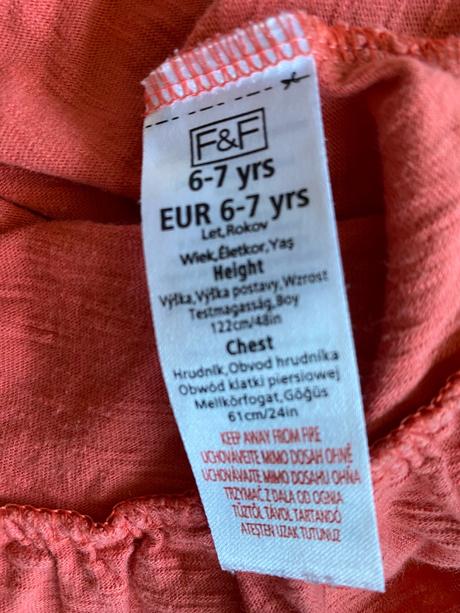 F&F
6-7 yrs
EUR 6-7 yrs
Let,Rokov
Wiek,Életkor,Yaş
Height
Výška,Výška postavy,Wzrost
Testmagasság,Boy
122cm/48in
Chest
Hrudník,Obvod hrudníka
Obwód klatki piersiowej
Mellkörfogat,Göğüs
61cm/24in
KEEP AWAY FROM FIRE
UCHOVÁVEJTE MIMO DOSAH OHNĚ
UCHOVÁVAJTE MIMO DOSAHU OHŇA
TRZYMAĆ Z DALA OD OGNIA
TŰZTŐL TÁVOL TARTANDÓ
ATEŞTEN UZAK TUTUNUZ